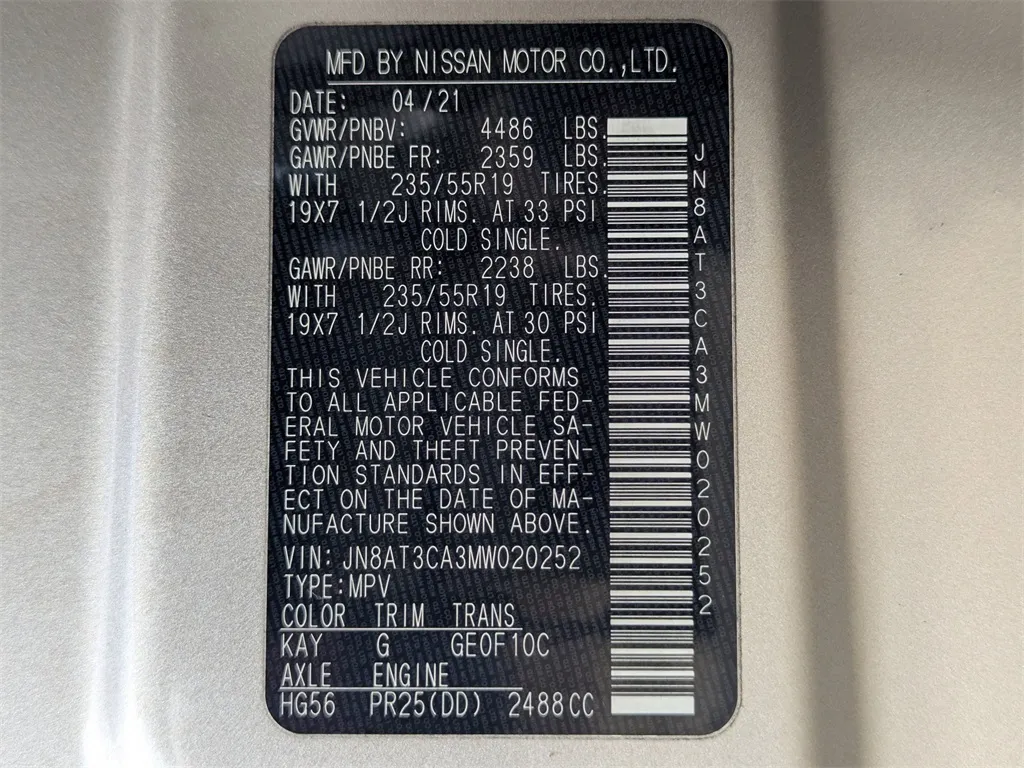 MFD BY NISSAN MOTOR CO.,LTD.
DATE: 04/21
GVWR/PNBV: 4486 LBS.
GAWR/PNBE FR: 2359 LBS.
WITH 235/55R19 TIRES.
19X7 1/2J RIMS. AT 33 PSI
COLD SINGLE.
GAWR/PNBE RR: 2238 LBS.
WITH 235/55R19 TIRES.
19X7 1/2J RIMS. AT 30 PSI
COLD SINGLE.
THIS VEHICLE CONFORMS
TO ALL APPLICABLE FED-
ERAL MOTOR VEHICLE SA-
FETY AND THEFT PREVEN-
TION STANDARDS IN EFF-
ECT ON THE DATE OF MA-
NUFACTURE SHOWN ABOVE.
VIN: JN8AT3CA3MW020252
TYPE:MPV
COLOR TRIM TRANS
KAY G GE0F10C
AXLE ENGINE
HG56 PR25(DD) 2488CC
JN8AT3CA3MW020252